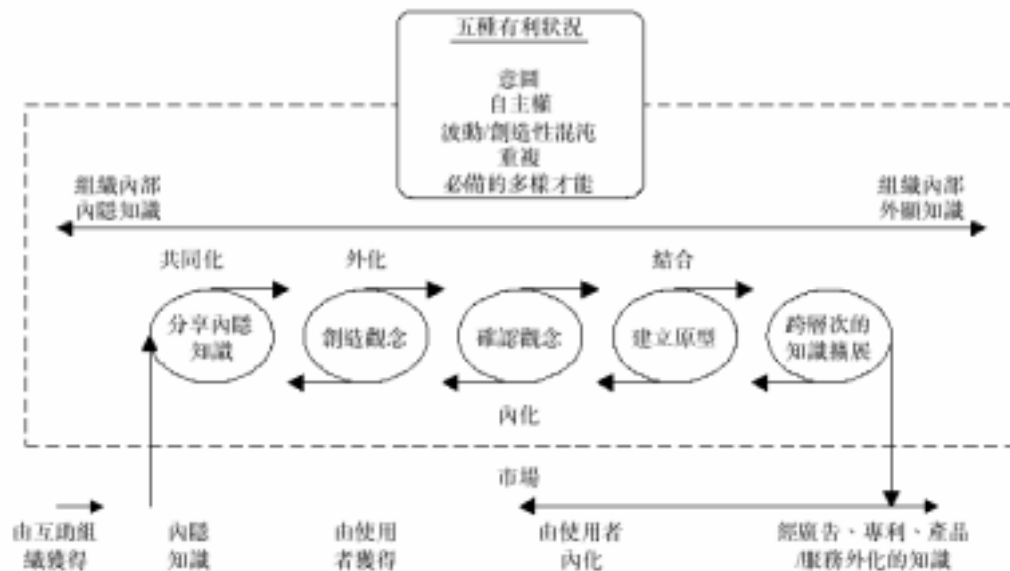 五種有利狀況
意圖
自主權
波動/創造性混沌
重複
必備的多樣才能
組織內部
內隱知識
組織內部
外顯知識
共同化
外化
結合
分享內隱
知識
創造觀念
確認觀念
建立原型
跨層次的
知識擴展
內化
市場
由互助組
織獲得
內隱
知識
由使用
者獲得
由使用者
內化
經廣告、專利、產品
/服務外化的知識